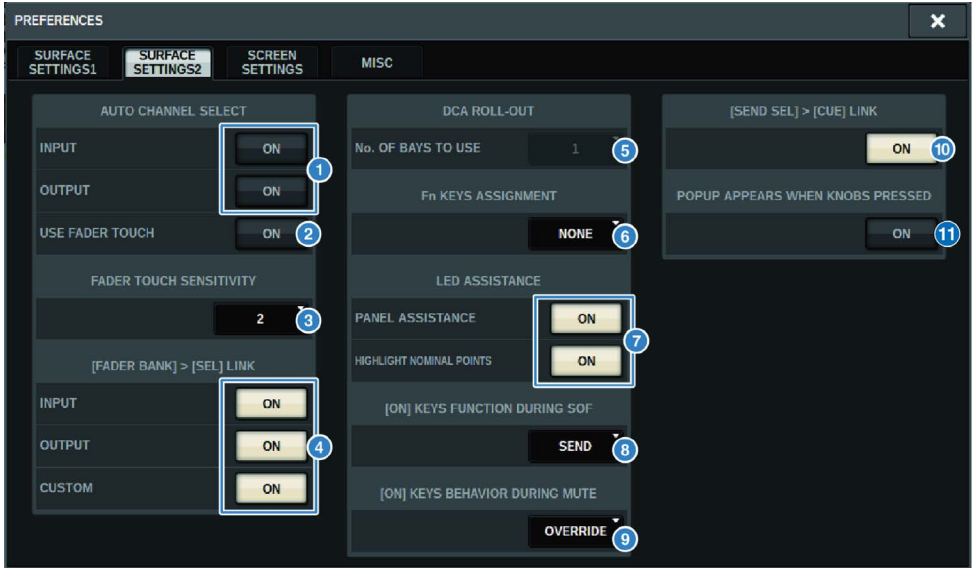 PREFERENCES
SURFACE
SETTINGS1
SURFACE
SETTINGS2
SCREEN
SETTINGS
MISC
AUTO CHANNEL SELECT
INPUT ON
1
OUTPUT ON
USE FADER TOUCH ON 2
FADER TOUCH SENSITIVITY
2 3
[FADER BANK] > [SEL] LINK
INPUT ON
OUTPUT ON 4
CUSTOM ON
DCA ROLL-OUT
No. OF BAYS TO USE 1 5
Fn KEYS ASSIGNMENT
NONE 6
LED ASSISTANCE
PANEL ASSISTANCE ON
7
HIGHLIGHT NOMINAL POINTS ON
[ON] KEYS FUNCTION DURING SOF
SEND 8
[ON] KEYS BEHAVIOR DURING MUTE
OVERRIDE 9
[SEND SEL] > [CUE] LINK
ON 10
POPUP APPEARS WHEN KNOBS PRESSED
ON 11